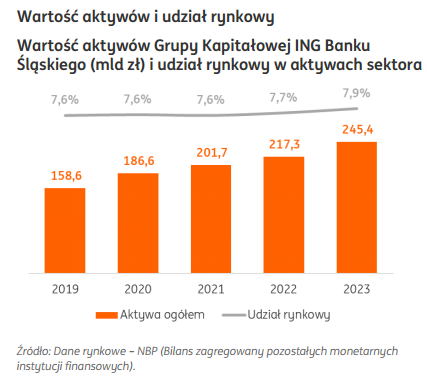 Wartość aktywów i udział rynkowy
Wartość aktywów Grupy Kapitałowej ING Banku
Śląskiego (mld zł) i udział rynkowy w aktywach sektora
7,6% 7,6% 7,6% 7,7% 7,9%
158,6 186,6 201,7 217,3 245,4
2019 2020 2021 2022 2023
Aktywa ogółem Udział rynkowy
Źródło: Dane rynkowe – NBP (Bilans zagregowany pozostałych monetarnych
instytucji finansowych).